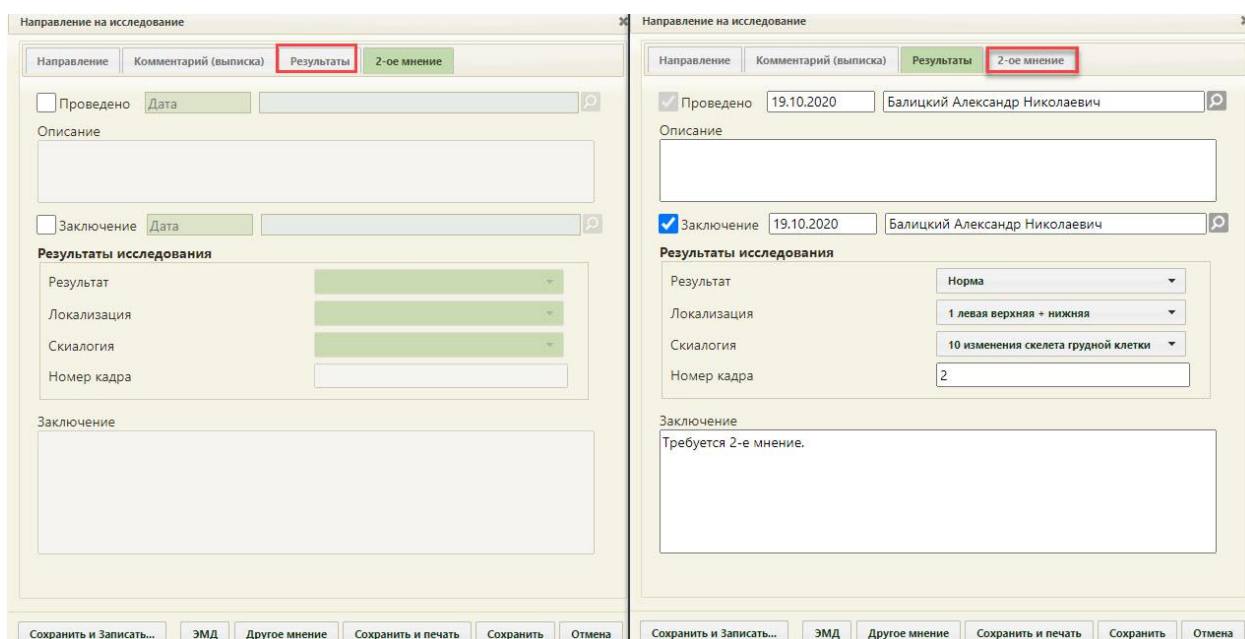 Направление на исследование
Направление Комментарий (выписка) Результаты 2-ое мнение
Проведено Дата
Описание
Заключение Дата
Результаты исследования
Результат
Локализация
Скиалогия
Номер кадра
Заключение
Сохранить и Записать... ЭМД Другое мнение Сохранить и печать Сохранить Отмена
Направление на исследование
Направление Комментарий (выписка) Результаты 2-ое мнение
Проведено 19.10.2020 Балицкий Александр Николаевич
Описание
Заключение 19.10.2020 Балицкий Александр Николаевич
Результаты исследования
Результат Норма
Локализация 1 левая верхняя + нижняя
Скиалогия 10 изменения скелета грудной клетки
Номер кадра 2
Заключение
Требуется 2-е мнение.
Сохранить и Записать... ЭМД Другое мнение Сохранить и печать Сохранить Отмена